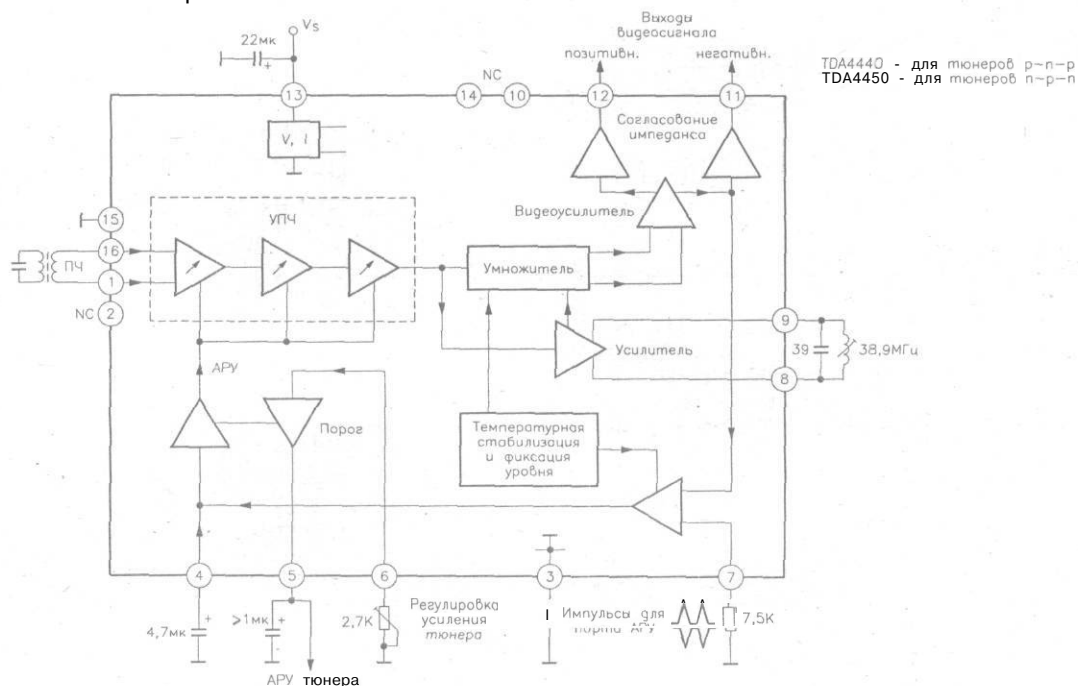 Vs
22мк
+
Выходы
видеосигнала
позитивн.
негативн.
TDA4440 - для тюнеров p-n-p
TDA4450 - для тюнеров n-p-n
NC
13
14
10
12
11
V, I
Согласование
импеданса
15
УПЧ
Видеоусилитель
16
ПЧ
1
Умножитель
NC
2
9
Усилитель
39
38,9МГц
8
АРУ
Порог
Температурная
стабилизация
и фиксация
уровня
4
5
6
3
7
4,7мк
+
>1мк
+
2,7К
Регулировка
усиления
тюнера
Импульсы для
АРУ
7,5К
АРУ тюнера